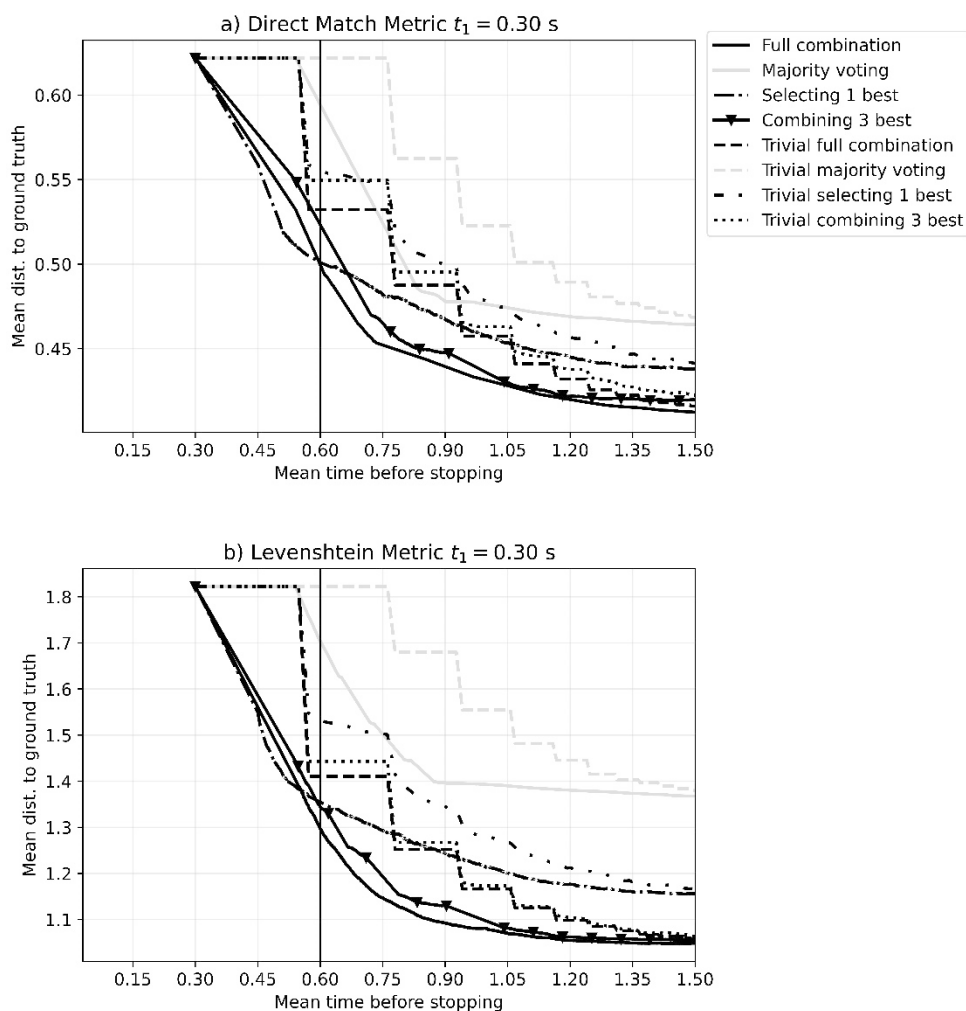 a) Direct Match Metric t₁ = 0.30 s
Full combination
Majority voting
Selecting 1 best
Combining 3 best
Trivial full combination
Trivial majority voting
Trivial selecting 1 best
Trivial combining 3 best
Mean dist. to ground truth
0.60
0.55
0.50
0.45
0.15 0.30 0.45 0.60 0.75 0.90 1.05 1.20 1.35 1.50
Mean time before stopping
b) Levenshtein Metric t₁ = 0.30 s
Mean dist. to ground truth
1.8
1.7
1.6
1.5
1.4
1.3
1.2
1.1
0.15 0.30 0.45 0.60 0.75 0.90 1.05 1.20 1.35 1.50
Mean time before stopping